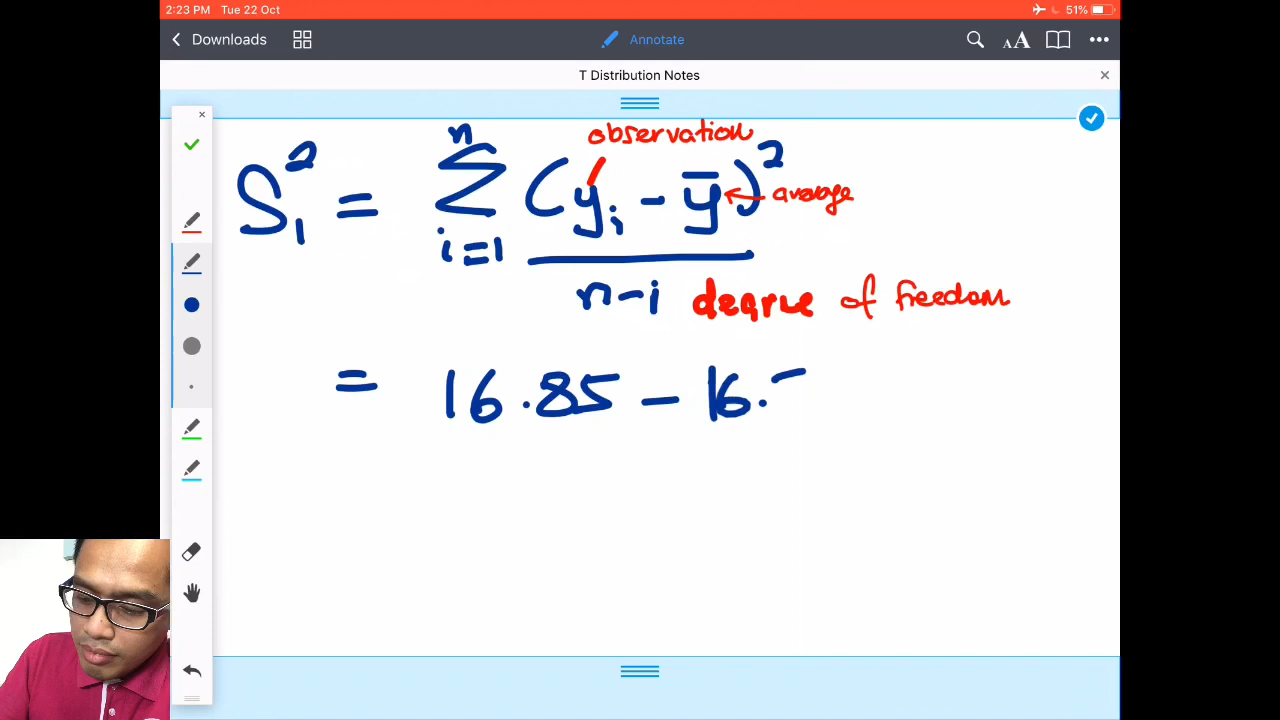 2:23 PM Tue 22 Oct 51%
Downloads Annotate AA
T Distribution Notes
observation
S₁² = n Σ i=1 (yᵢ - ȳ)² average
n-i degree of freedom
= 16.85 - 16.